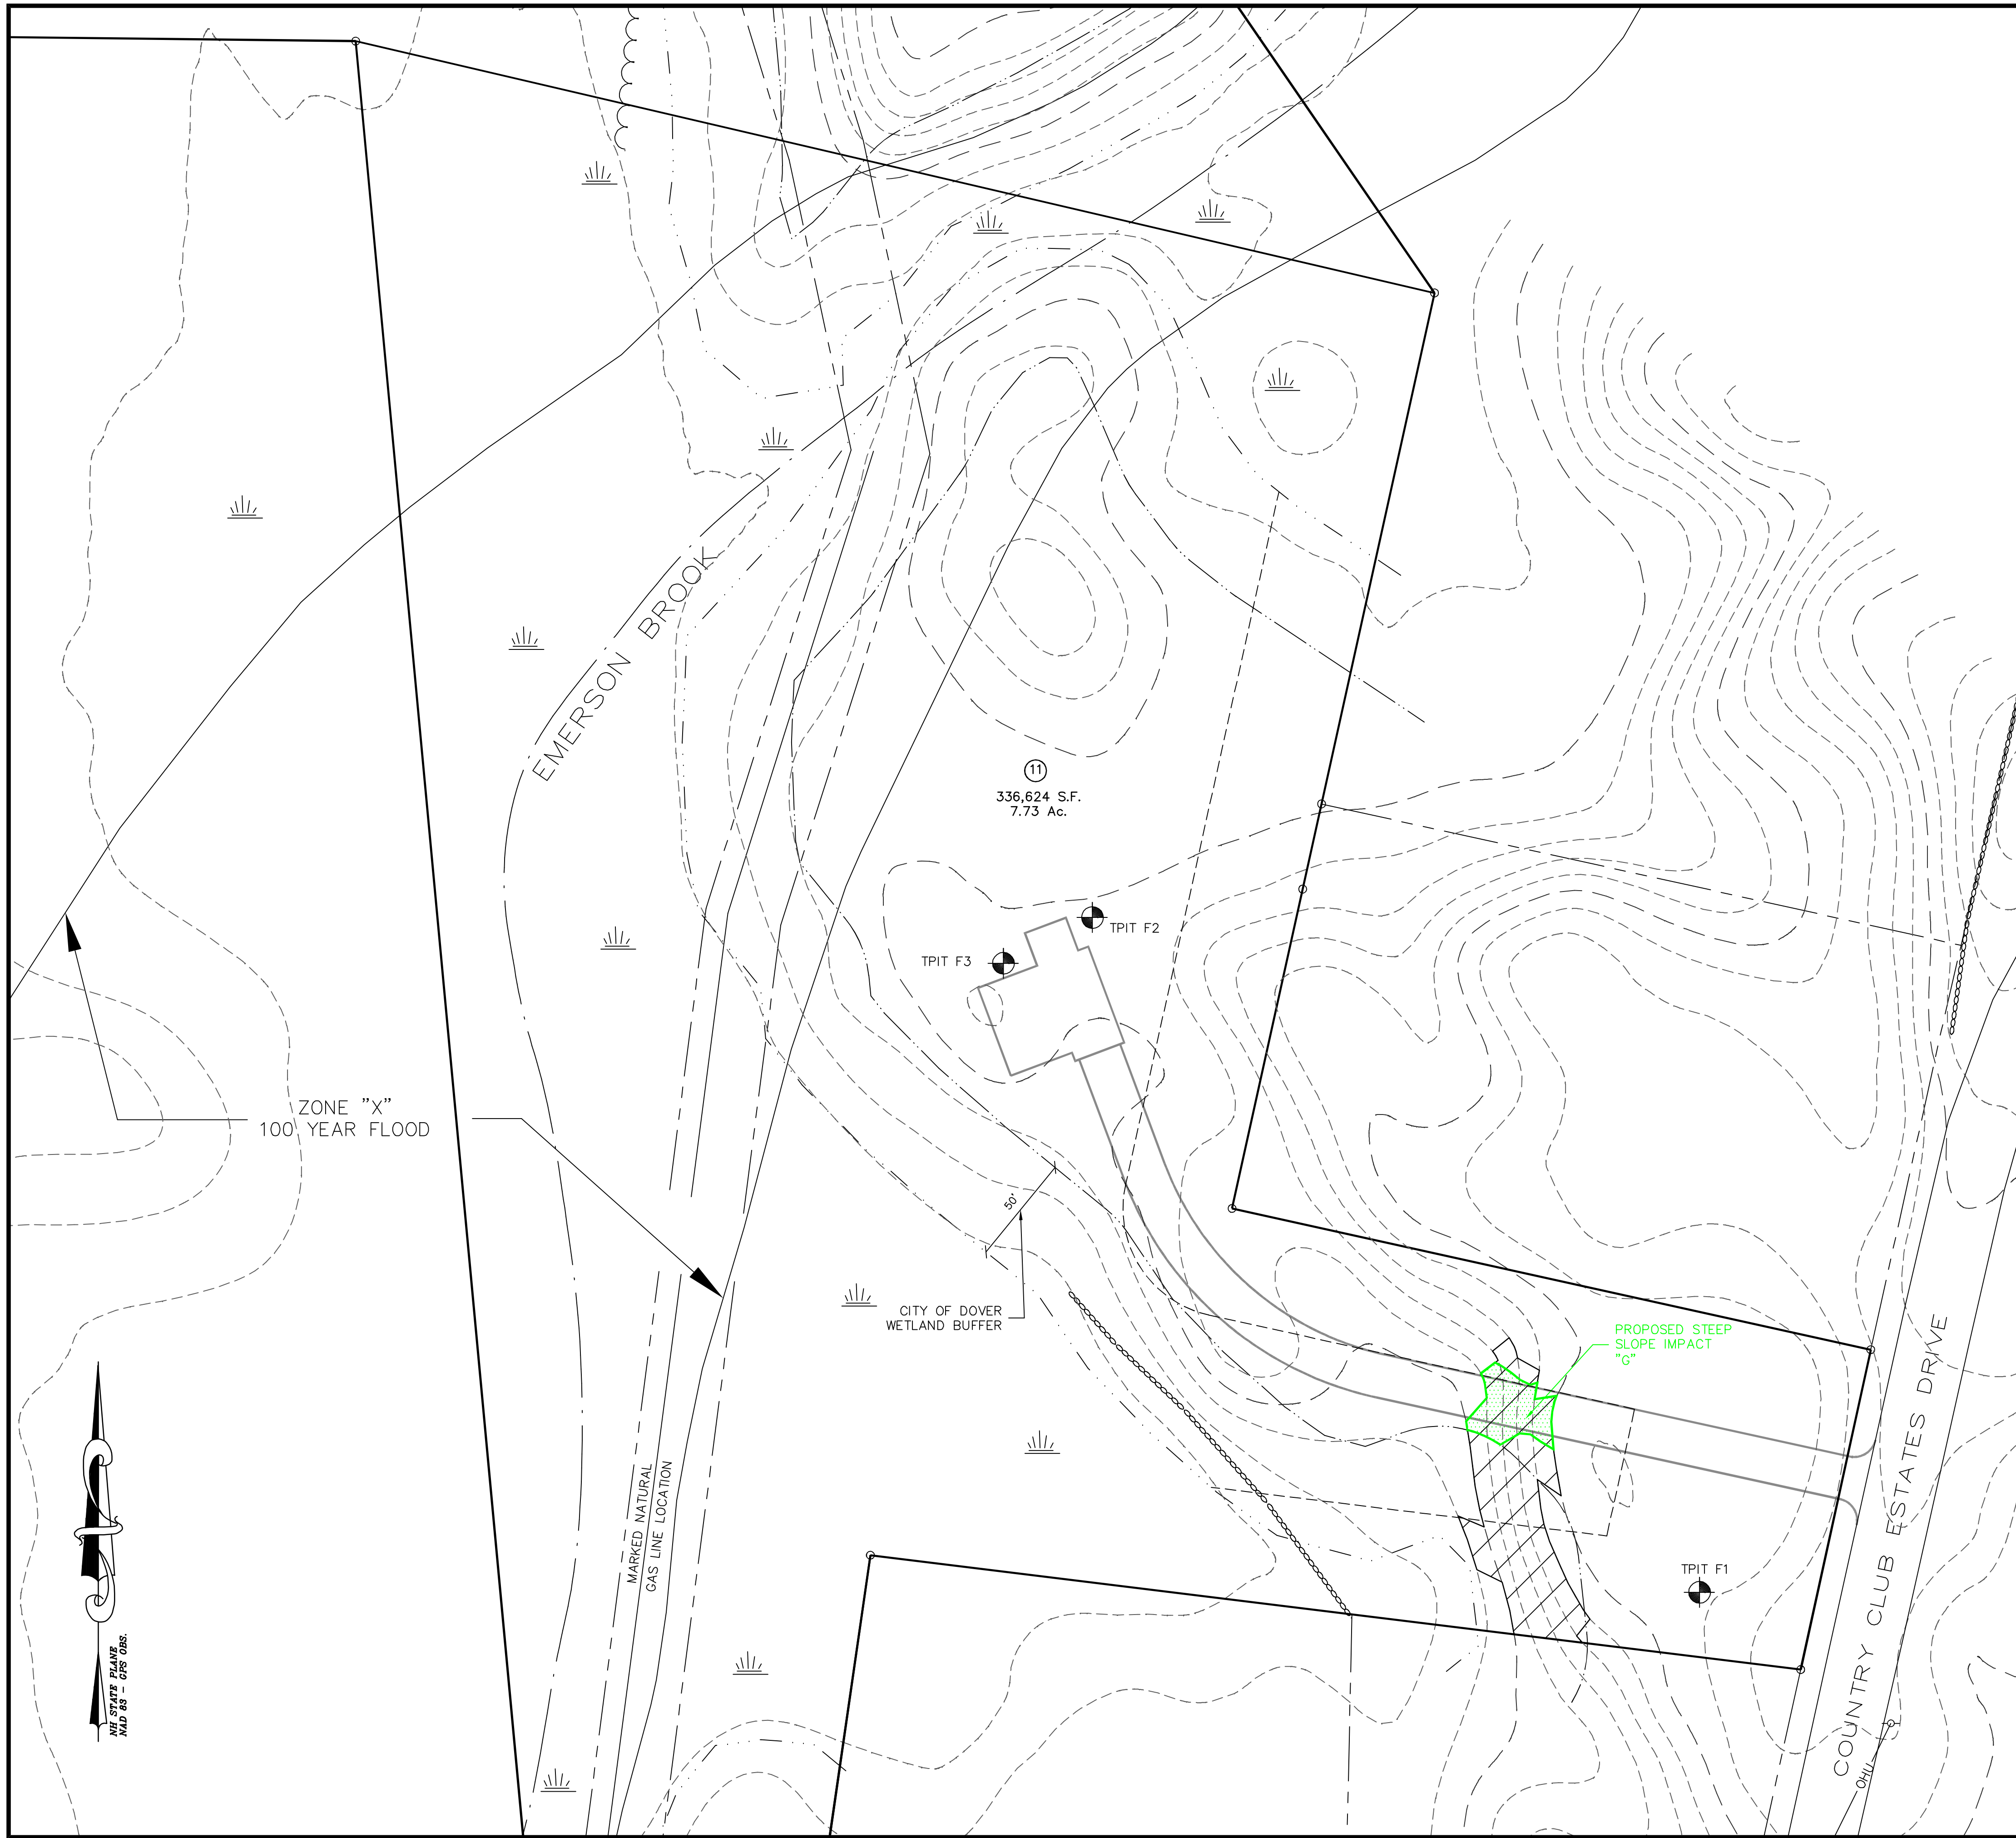 EMERSON BROOK
11
336,624 S.F.
7.73 Ac.
TPIT F2
TPIT F3
ZONE "X"
100 YEAR FLOOD
50'
CITY OF DOVER
WETLAND BUFFER
PROPOSED STEEP
SLOPE IMPACT
"G"
MARKED NATURAL
GAS LINE LOCATION
TPIT F1
COUNTRY CLUB ESTATES DRIVE
OHU
NH STATE PLANE
NAD 83 - GPS OBS.